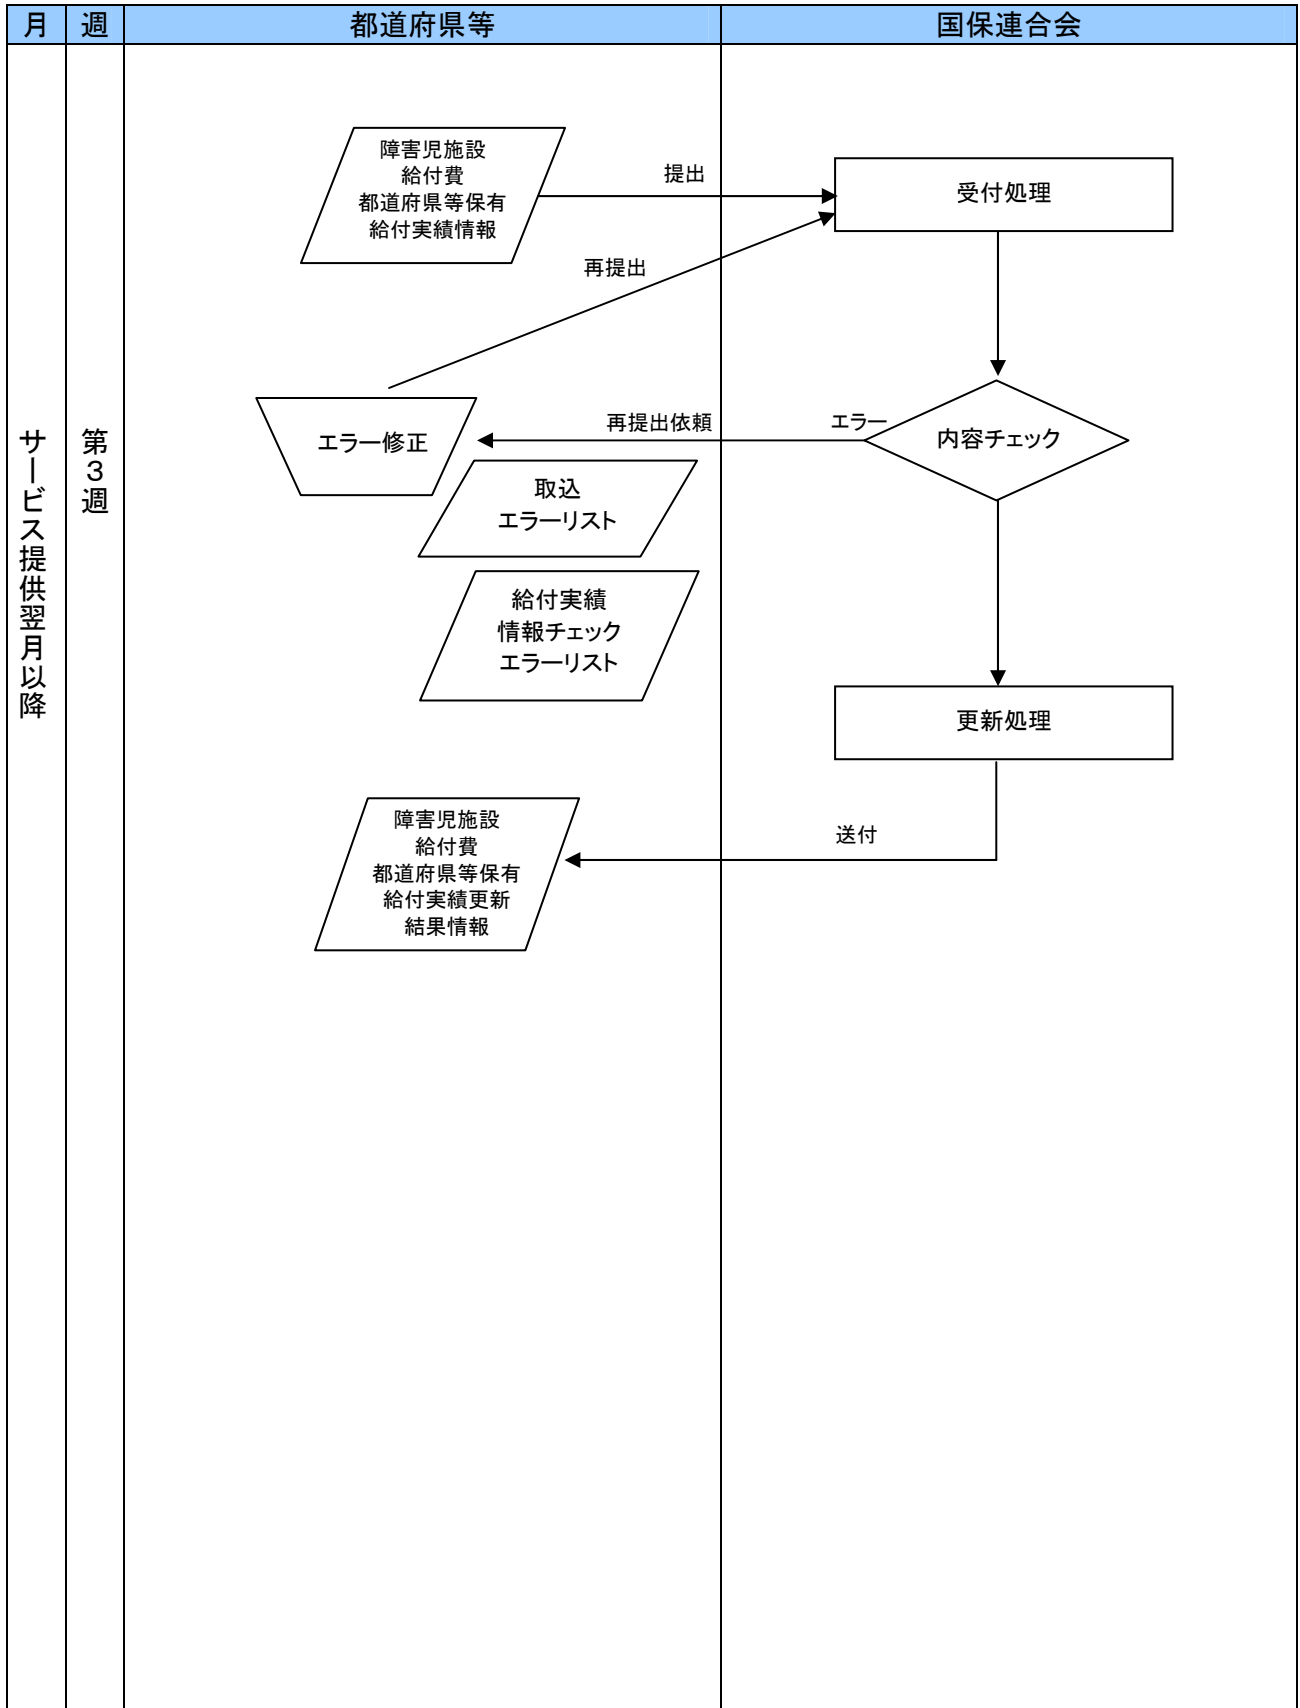 月
週
都道府県等
国保連合会
サービス提供翌月以降
第３週
障害児施設
給付費
都道府県等保有
給付実績情報
提出
受付処理
再提出
エラー修正
再提出依頼
エラー
内容チェック
取込
エラーリスト
給付実績
情報チェック
エラーリスト
更新処理
送付
障害児施設
給付費
都道府県等保有
給付実績更新
結果情報